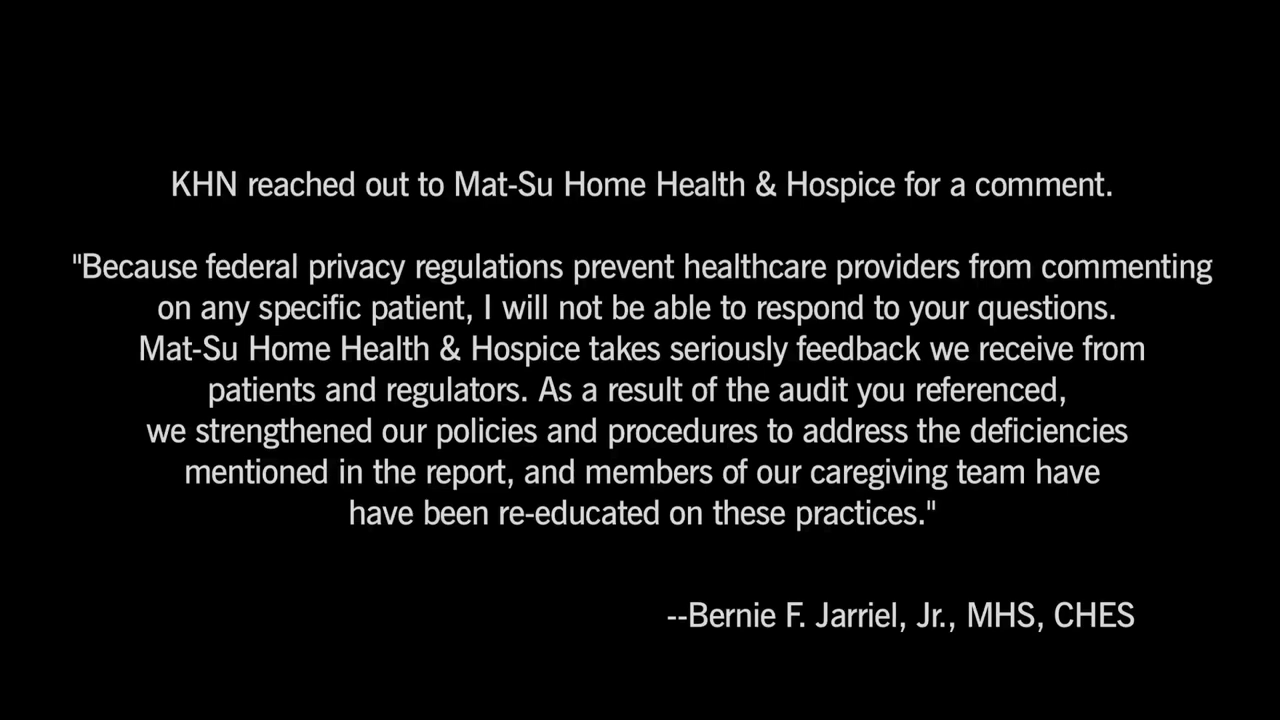 KHN reached out to Mat-Su Home Health & Hospice for a comment.
"Because federal privacy regulations prevent healthcare providers from commenting
on any specific patient, I will not be able to respond to your questions.
Mat-Su Home Health & Hospice takes seriously feedback we receive from
patients and regulators. As a result of the audit you referenced,
we strengthened our policies and procedures to address the deficiencies
mentioned in the report, and members of our caregiving team have
have been re-educated on these practices."
--Bernie F. Jarriel, Jr., MHS, CHES